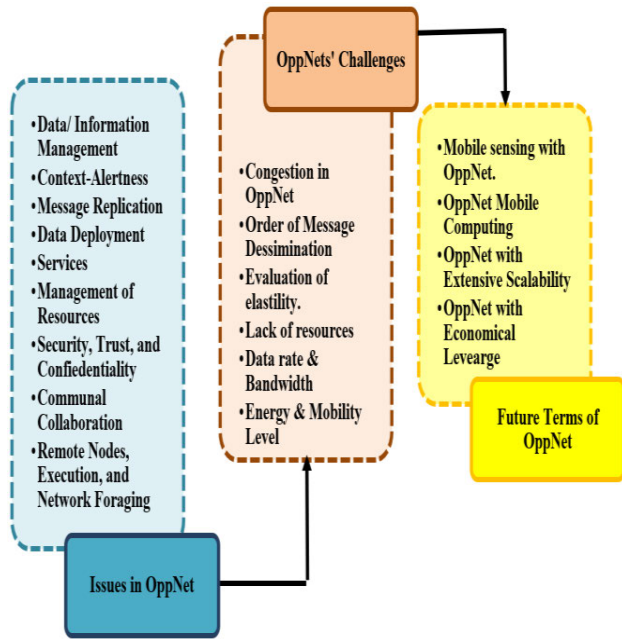 •Data/ Information
Management
•Context-Alertness
•Message Replication
•Data Deployment
•Services
•Management of
Resources
•Security, Trust, and
Confiedentiality
•Communal
Collaboration
•Remote Nodes,
Execution, and
Network Foraging
Issues in OppNet
OppNets' Challenges
•Congestion in
OppNet
•Order of Message
Dessimination
•Evaluation of
elastility.
•Lack of resources
•Data rate &
Bandwidth
•Energy & Mobility
Level
•Mobile sensing with
OppNet.
•OppNet Mobile
Computing
•OppNet with
Extensive Scalability
•OppNet with
Economical
Levearge
Future Terms of
OppNet